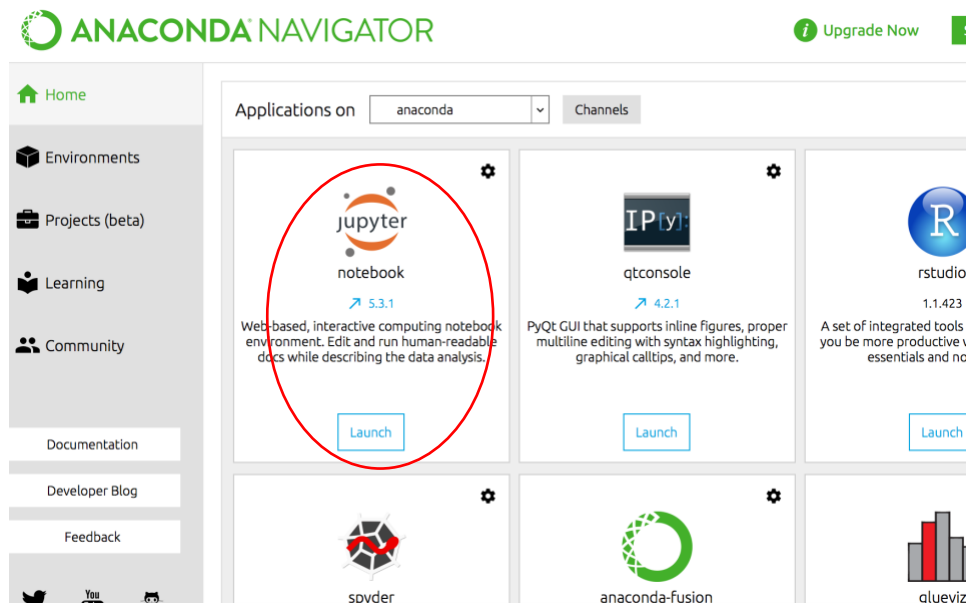 ANACONDA NAVIGATOR
Upgrade Now
Home
Environments
Projects (beta)
Learning
Community
Documentation
Developer Blog
Feedback
You
Applications on
anaconda
Channels
jupyter
notebook
5.3.1
Web-based, interactive computing notebook
environment. Edit and run human-readable
docs while describing the data analysis.
Launch
IP[y]:
qtconsole
4.2.1
PyQt GUI that supports inline figures, proper
multiline editing with syntax highlighting,
graphical calltips, and more.
Launch
R
rstudio
1.1.423
A set of integrated tools
you be more productive
essentials and
Launch
spyder
anaconda-fusion
glueviz